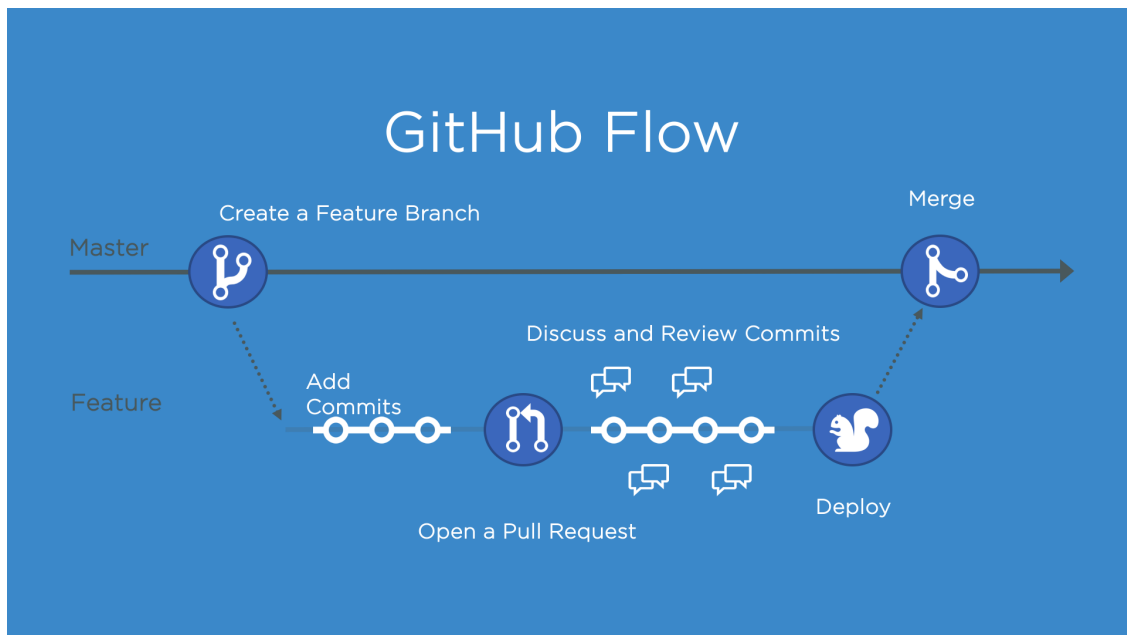 GitHub Flow
Create a Feature Branch
Merge
Master
Discuss and Review Commits
Feature
Add
Commits
Open a Pull Request
Deploy